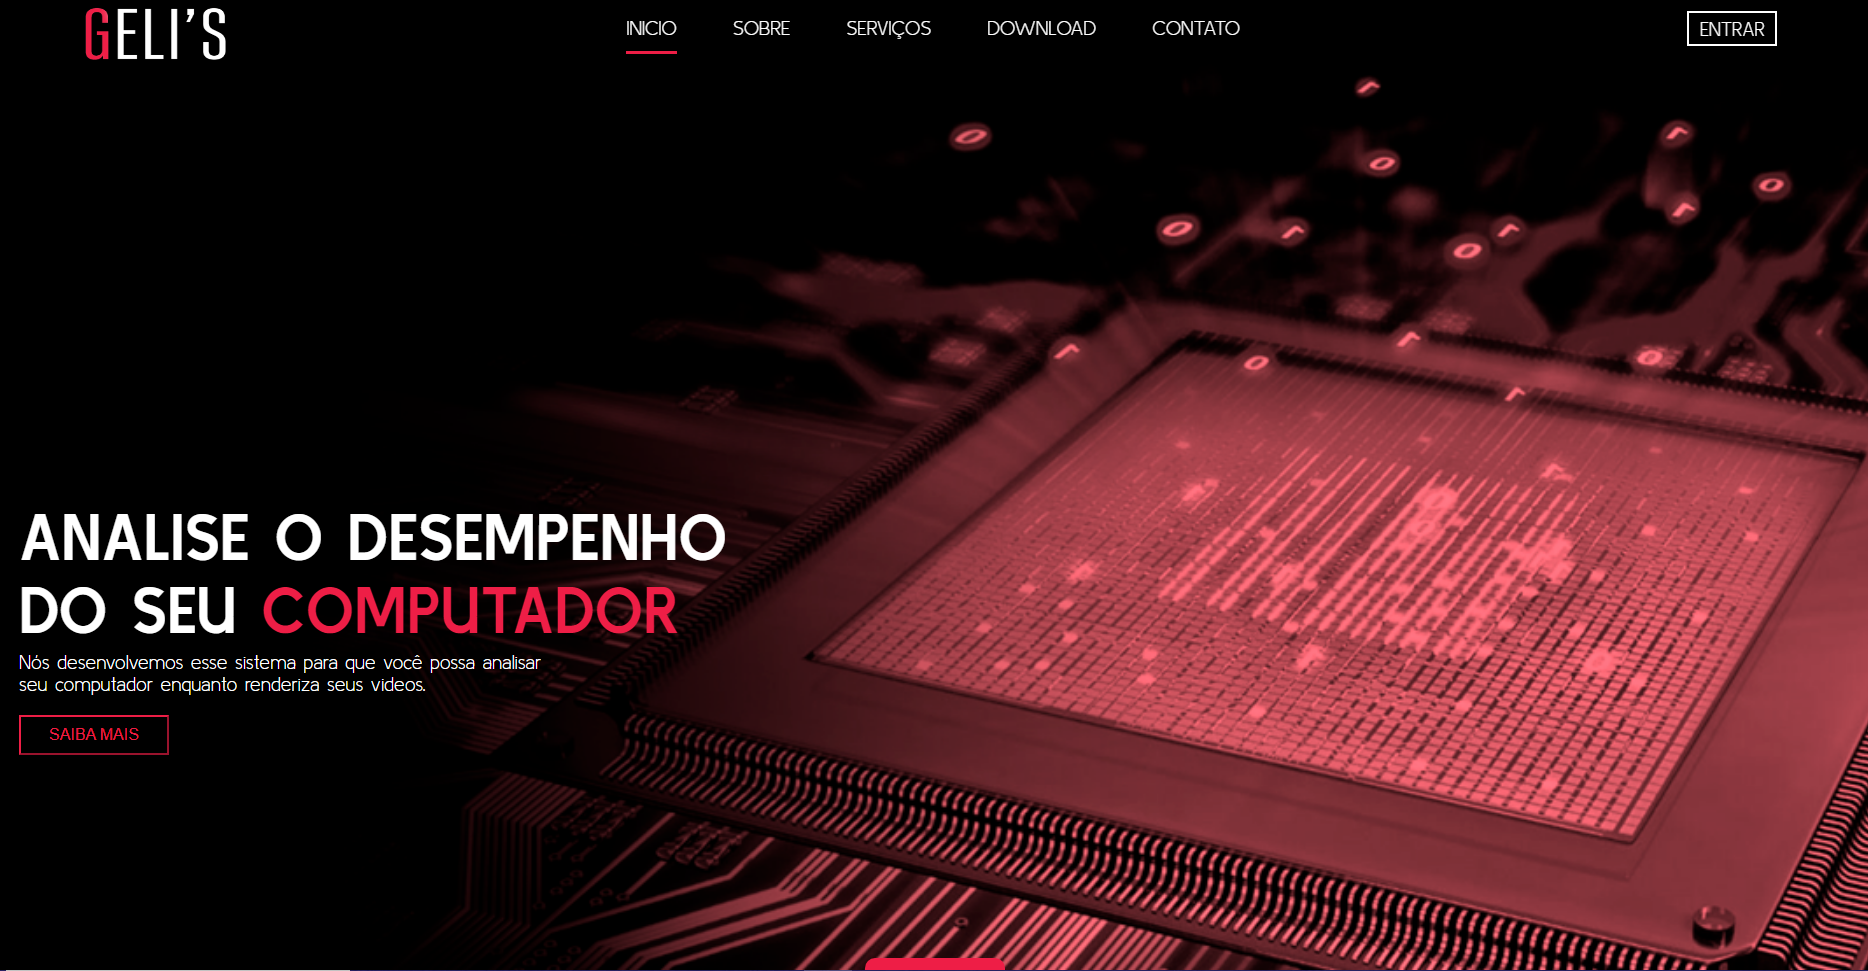 GELI'S
INICIO SOBRE SERVIÇOS DOWNLOAD CONTATO
ENTRAR
ANALISE O DESEMPENHO
DO SEU COMPUTADOR
Nós desenvolvemos esse sistema para que você possa analisar
seu computador enquanto renderiza seus videos.
SAIBA MAIS